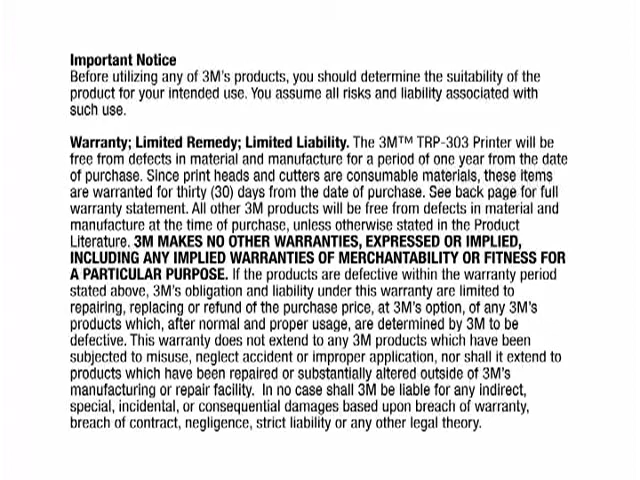 Important Notice
Before utilizing any of 3M's products, you should determine the suitability of the
product for your intended use. You assume all risks and liability associated with
such use.
Warranty; Limited Remedy; Limited Liability. The 3M™ TRP-303 Printer will be
free from defects in material and manufacture for a period of one year from the date
of purchase. Since print heads and cutters are consumable materials, these items
are warranted for thirty (30) days from the date of purchase. See back page for full
warranty statement. All other 3M products will be free from defects in material and
manufacture at the time of purchase, unless otherwise stated in the Product
Literature. 3M MAKES NO OTHER WARRANTIES, EXPRESSED OR IMPLIED,
INCLUDING ANY IMPLIED WARRANTIES OF MERCHANTABILITY OR FITNESS FOR
A PARTICULAR PURPOSE. If the products are defective within the warranty period
stated above, 3M's obligation and liability under this warranty are limited to
repairing, replacing or refund of the purchase price, at 3M's option, of any 3M's
products which, after normal and proper usage, are determined by 3M to be
defective. This warranty does not extend to any 3M products which have been
subjected to misuse, neglect accident or improper application, nor shall it extend to
products which have been repaired or substantially altered outside of 3M's
manufacturing or repair facility. In no case shall 3M be liable for any indirect,
special, incidental, or consequential damages based upon breach of warranty,
breach of contract, negligence, strict liability or any other legal theory.